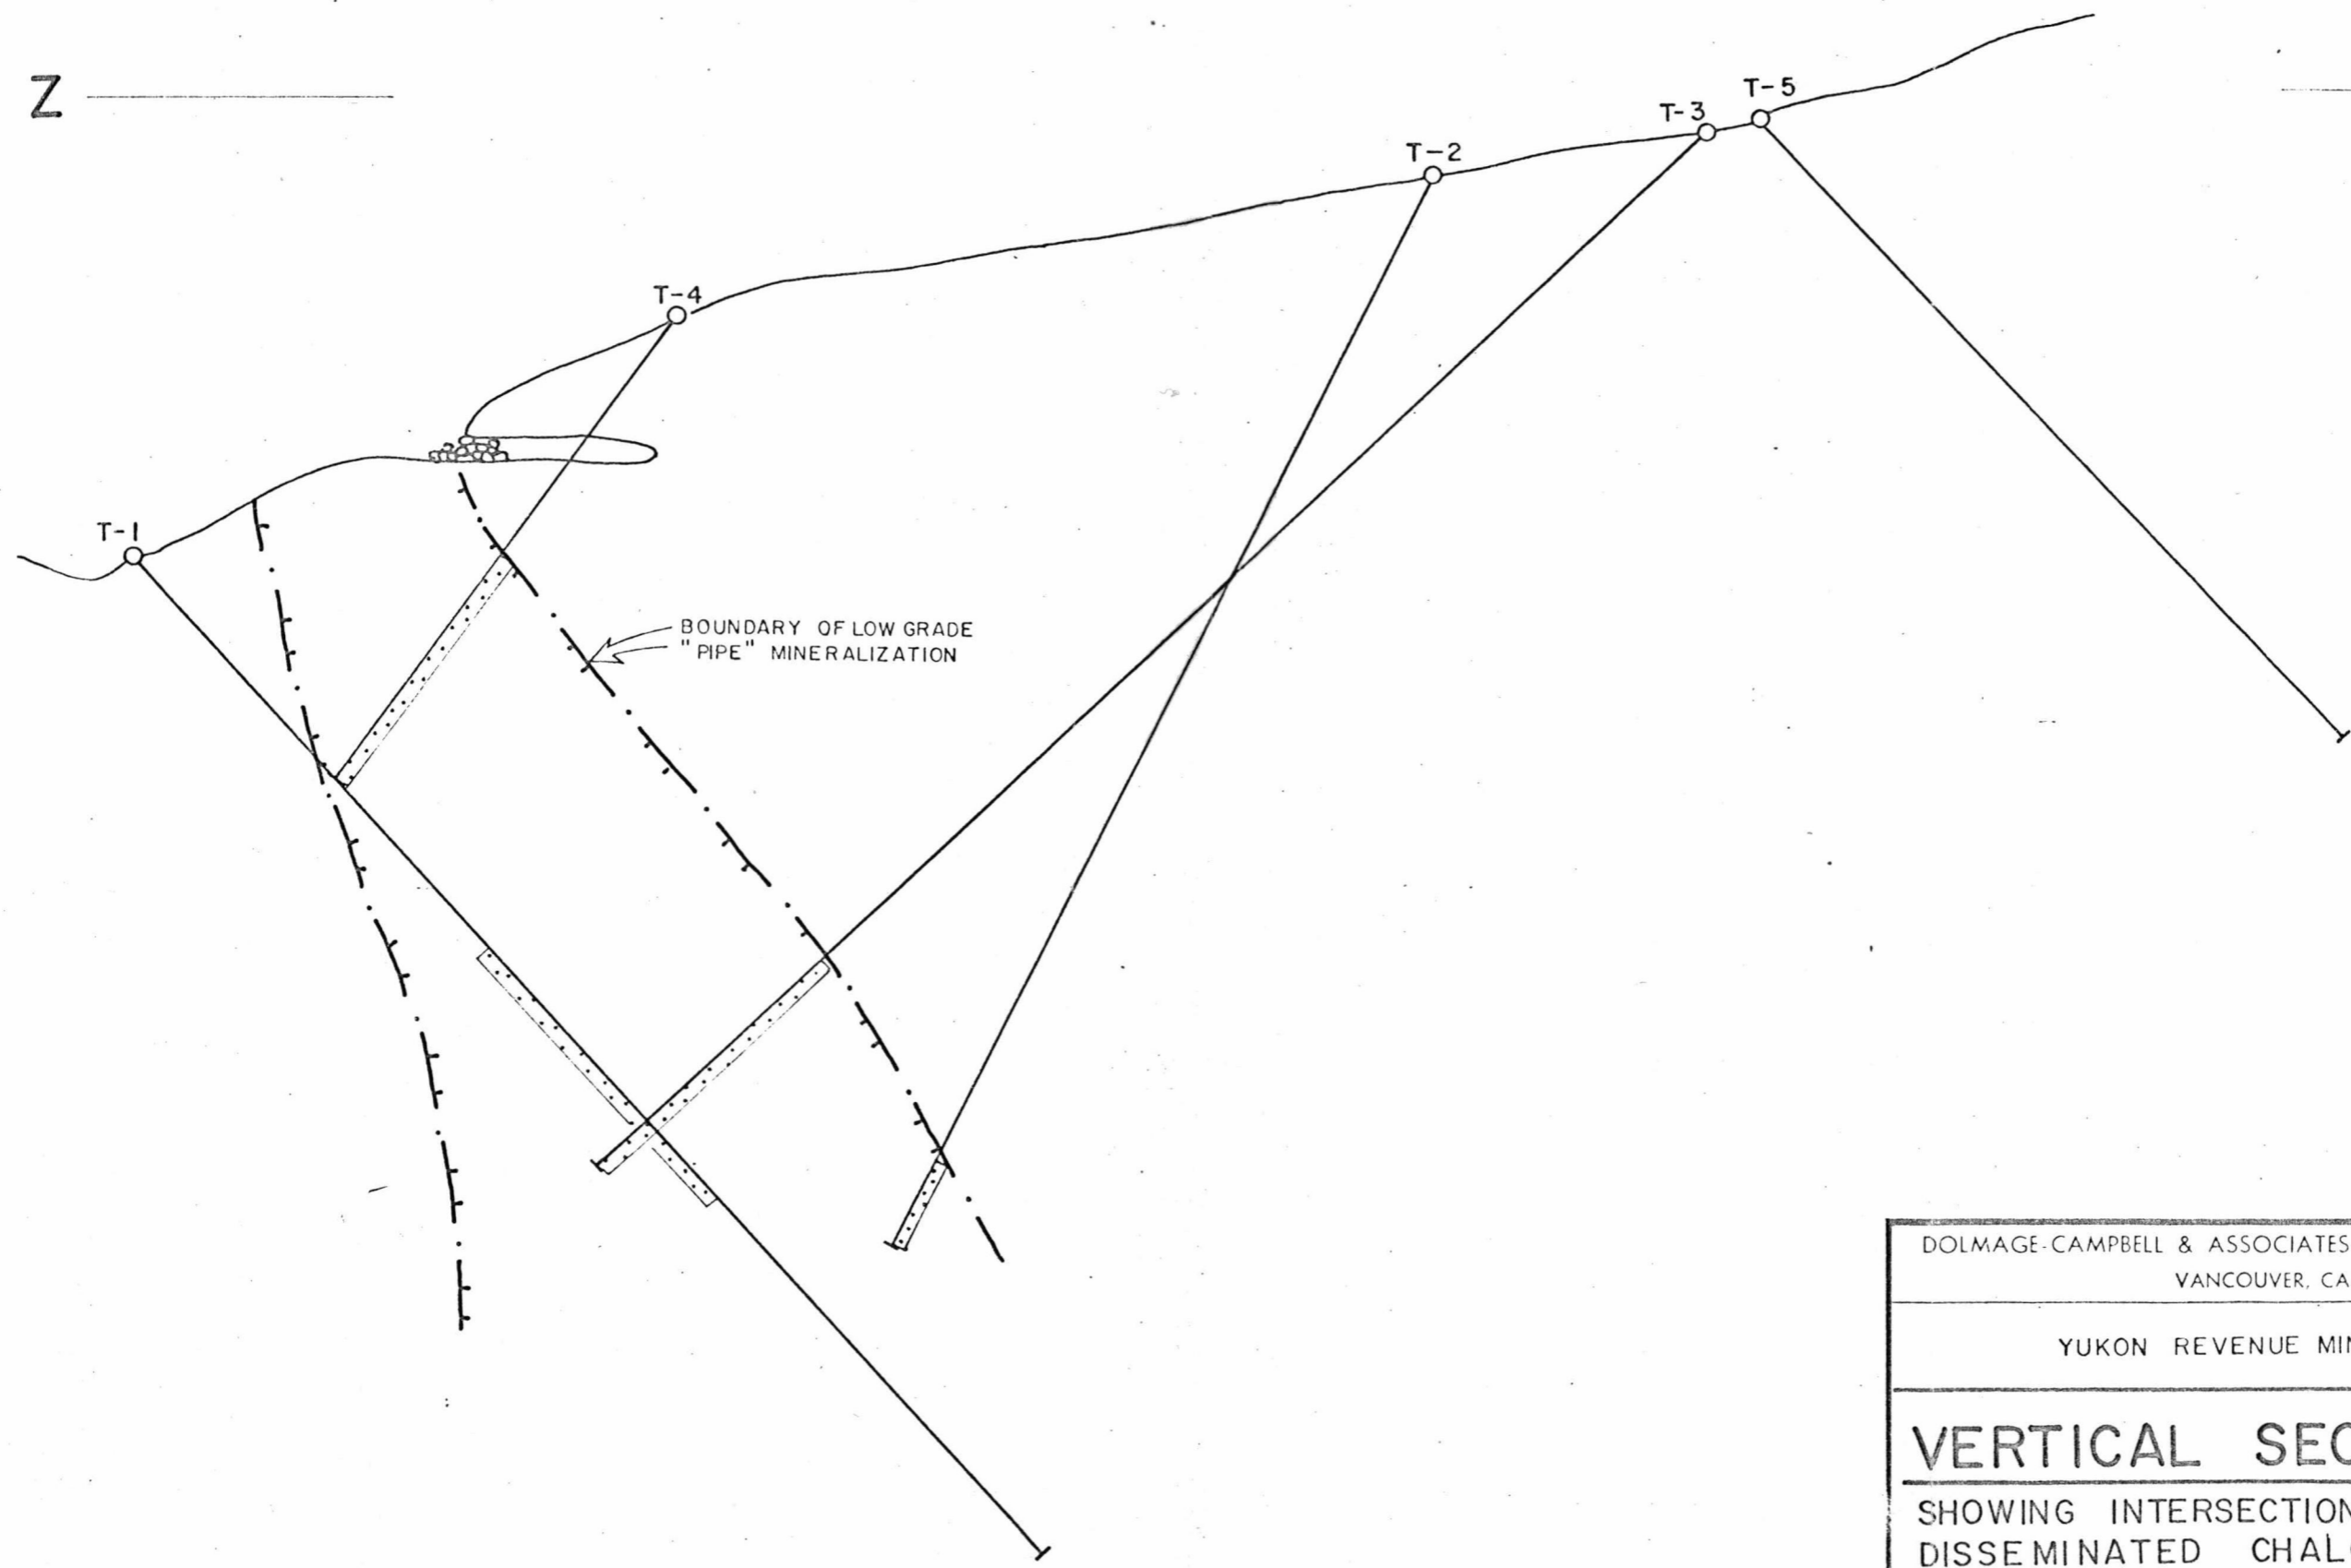 Z
T-5
T-3
T-2
T-4
T-1
BOUNDARY OF LOW GRADE
"PIPE" MINERALIZATION
DOLMAGE-CAMPBELL & ASSOCIATES
VANCOUVER, CA
YUKON REVENUE MIN
VERTICAL SEC
SHOWING INTERSECTION
DISSEMINATED CHAL